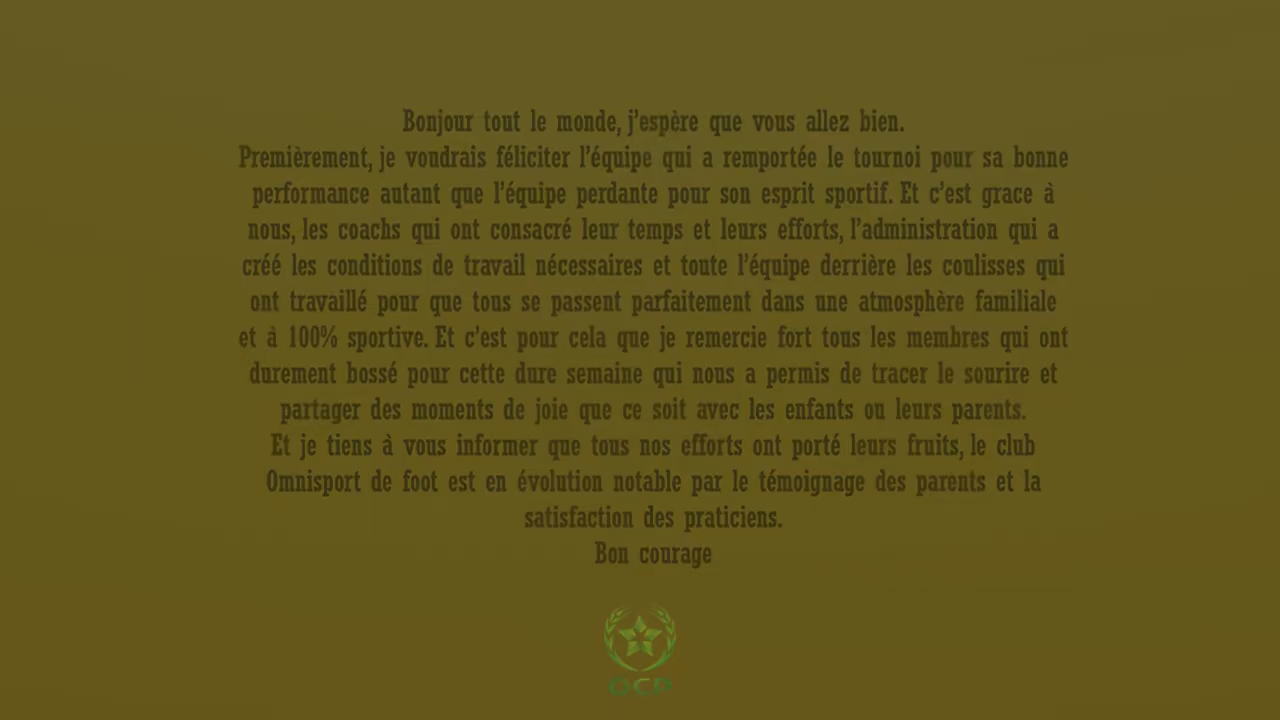 Bonjour tout le monde, j'espère que vous allez bien.
Premièrement, je voudrais féliciter l'équipe qui a remportée le tournoi pour sa bonne
performance autant que l'équipe perdante pour son esprit sportif. Et c'est grace à
nous, les coachs qui ont consacré leur temps et leurs efforts, l'administration qui a
créé les conditions de travail nécessaires et toute l'équipe derrière les coulisses qui
ont travaillé pour que tous se passent parfaitement dans une atmosphère familiale
et à 100% sportive. Et c'est pour cela que je remercie fort tous les membres qui ont
durement bossé pour cette dure semaine qui nous a permis de tracer le sourire et
partager des moments de joie que ce soit avec les enfants ou leurs parents.
Et je tiens à vous informer que tous nos efforts ont porté leurs fruits, le club
Omnisport de foot est en évolution notable par le témoignage des parents et la
satisfaction des praticiens.
Bon courage
OCP